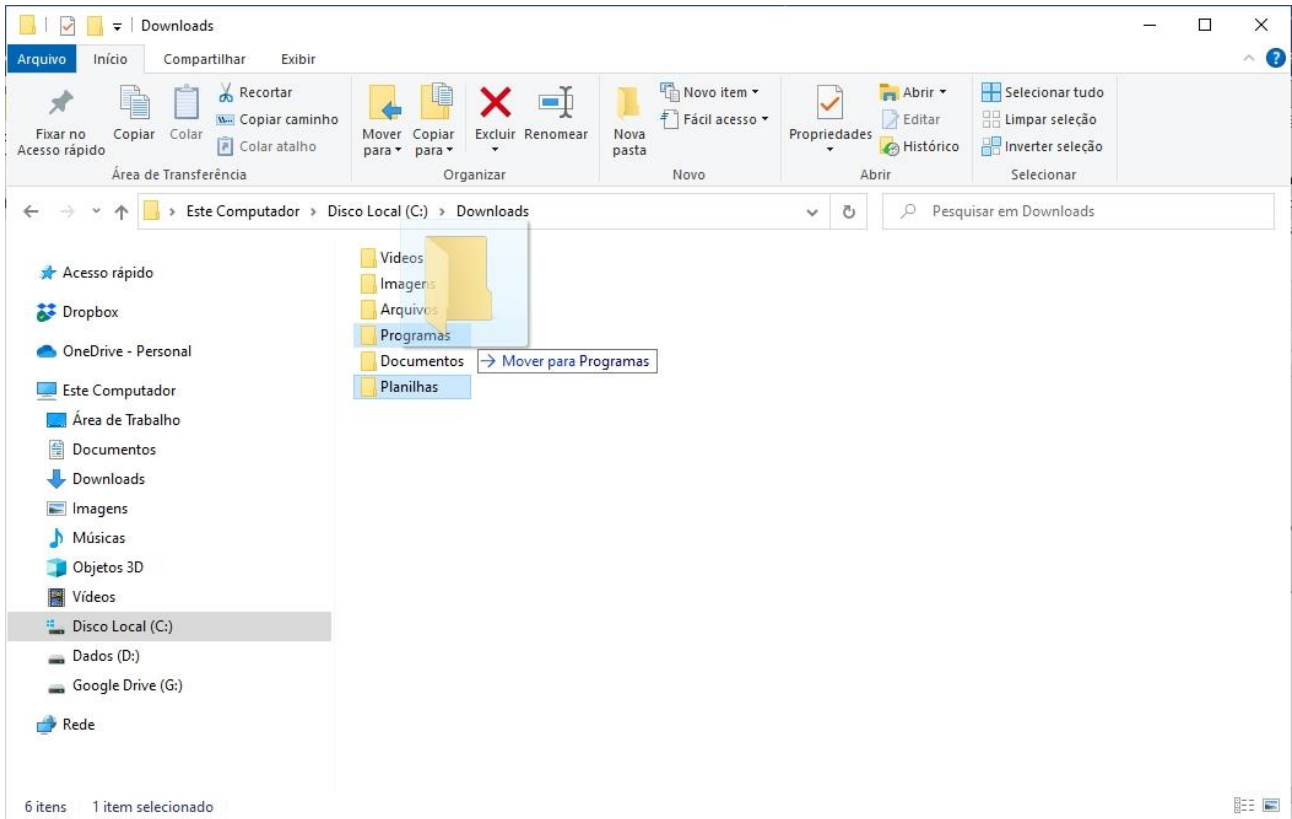 Downloads
Arquivo Início Compartilhar Exibir
Fixar no
Acesso rápido
Copiar
Colar
Recortar
Copiar caminho
Colar atalho
Área de Transferência
Mover
para
Copiar
para
Excluir
Renomear
Organizar
Nova
pasta
Novo item
Fácil acesso
Novo
Propriedades
Abrir
Editar
Histórico
Abrir
Selecionar tudo
Limpar seleção
Inverter seleção
Selecionar
Este Computador > Disco Local (C:) > Downloads
Pesquisar em Downloads
Acesso rápido
Dropbox
OneDrive - Personal
Este Computador
Área de Trabalho
Documentos
Downloads
Imagens
Músicas
Objetos 3D
Vídeos
Disco Local (C:)
Dados (D:)
Google Drive (G:)
Rede
Videos
Imagens
Arquivos
Programas
Documentos
Mover para Programas
Planilhas
6 itens 1 item selecionado